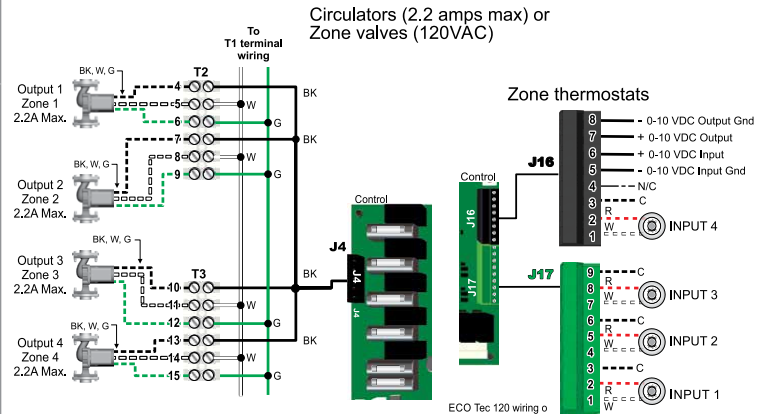 Circulators (2.2 amps max) or
Zone valves (120VAC)
To
T1 terminal
wiring
BK, W, G
T2
Output 1
Zone 1
2.2A Max.
4
5
6
W
G
BK
7
8
9
W
G
BK, W, G
Output 2
Zone 2
2.2A Max.
BK, W, G
Output 3
Zone 3
2.2A Max.
T3
10
11
12
W
G
BK
BK, W, G
Output 4
Zone 4
2.2A Max.
13
14
15
W
G
BK
Control
J4
J4
J4
Control
J16
J17
J16
J17
Zone thermostats
8 - 0-10 VDC Output Gnd
7 + 0-10 VDC Output
6 + 0-10 VDC Input
5 - 0-10 VDC Input Gnd
4 N/C
3 C
2 R
1 W
INPUT 4
9 C
8 R
7 W
INPUT 3
6 C
5 R
4 W
INPUT 2
3 C
2 R
1 W
INPUT 1
ECO Tec 120 wiring o